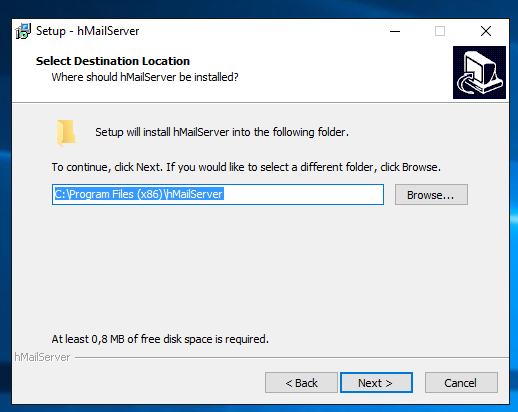 Setup - hMailServer
Select Destination Location
Where should hMailServer be installed?
Setup will install hMailServer into the following folder.
To continue, click Next. If you would like to select a different folder, click Browse.
C:\Program Files (x86)\hMailServer
Browse...
At least 0,8 MB of free disk space is required.
hMailServer
< Back
Next >
Cancel